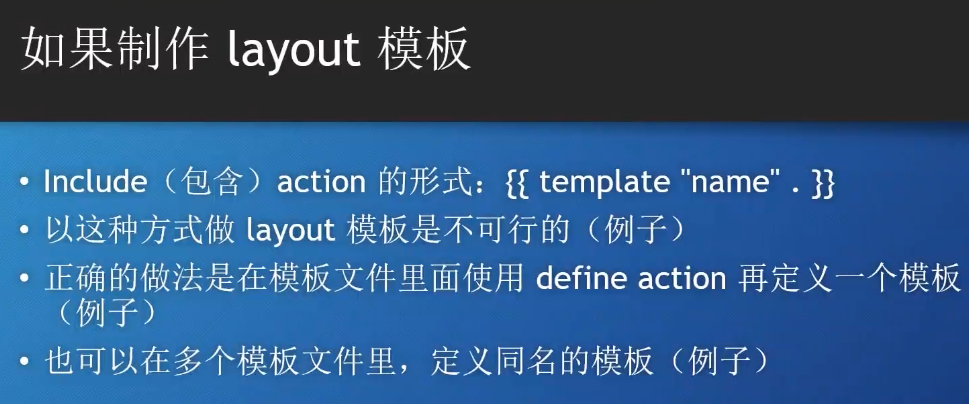 如果制作 layout 模板
• Include（包含）action 的形式：{{ template "name" . }}
• 以这种方式做 layout 模板是不可行的（例子）
• 正确的做法是在模板文件里面使用 define action 再定义一个模板
（例子）
• 也可以在多个模板文件里，定义同名的模板（例子）